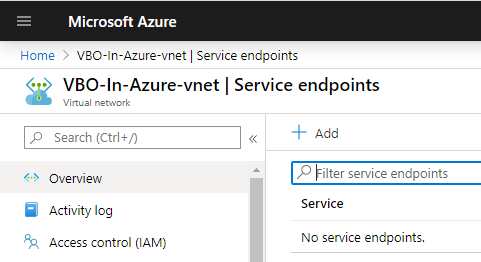 Microsoft Azure
Home > VBO-In-Azure-vnet | Service endpoints
VBO-In-Azure-vnet | Service endpoints
Virtual network
Search (Ctrl+/)
«
+ Add
Overview
Filter service endpoints
Activity log
Service
Access control (IAM)
No service endpoints.